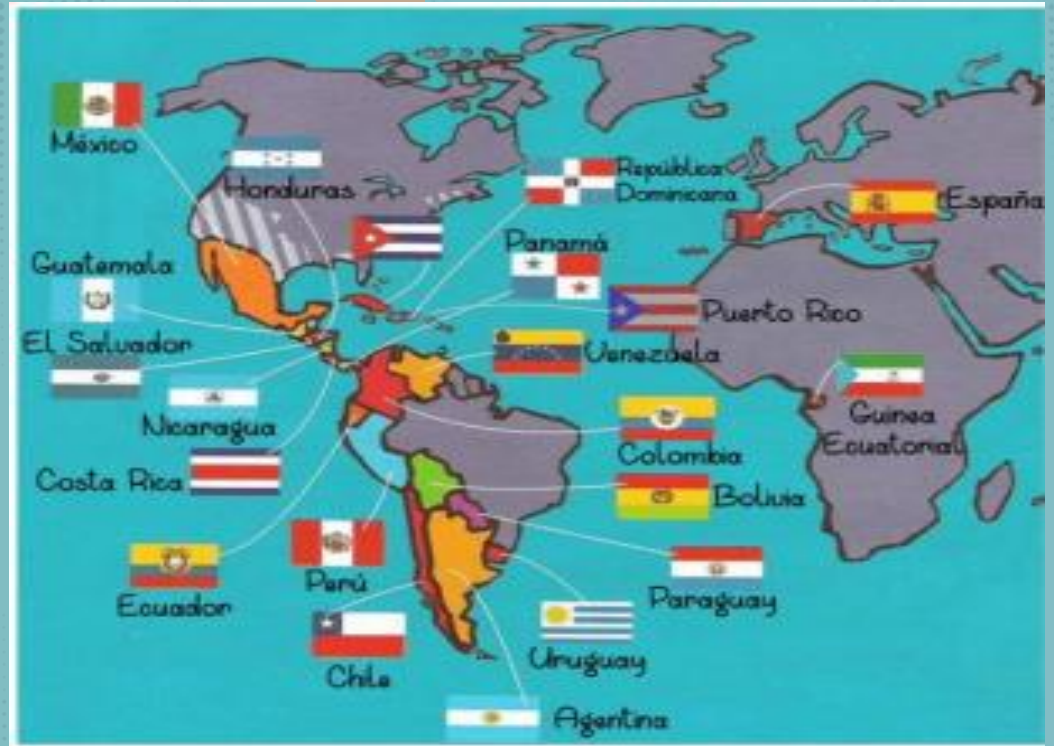 México
Honduras
República
Dominicana
España
Guatemala
Panamá
El Salvador
Puerto Rico
Venezuela
Nicaragua
Guinea
Ecuatorial
Colombia
Costa Rica
Bolivia
Perú
Ecuador
Paraguay
Uruguay
Chile
Agentina